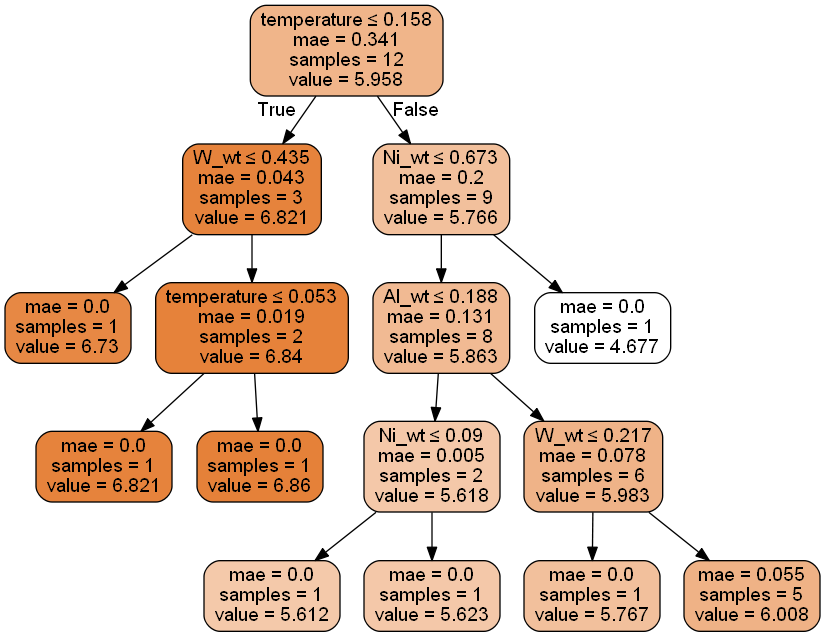 temperature ≤ 0.158
mae = 0.341
samples = 12
value = 5.958
True
False
W_wt ≤ 0.435
mae = 0.043
samples = 3
value = 6.821
Ni_wt ≤ 0.673
mae = 0.2
samples = 9
value = 5.766
mae = 0.0
samples = 1
value = 6.73
temperature ≤ 0.053
mae = 0.019
samples = 2
value = 6.84
Al_wt ≤ 0.188
mae = 0.131
samples = 8
value = 5.863
mae = 0.0
samples = 1
value = 4.677
mae = 0.0
samples = 1
value = 6.821
mae = 0.0
samples = 1
value = 6.86
Ni_wt ≤ 0.09
mae = 0.005
samples = 2
value = 5.618
W_wt ≤ 0.217
mae = 0.078
samples = 6
value = 5.983
mae = 0.0
samples = 1
value = 5.612
mae = 0.0
samples = 1
value = 5.623
mae = 0.0
samples = 1
value = 5.767
mae = 0.055
samples = 5
value = 6.008